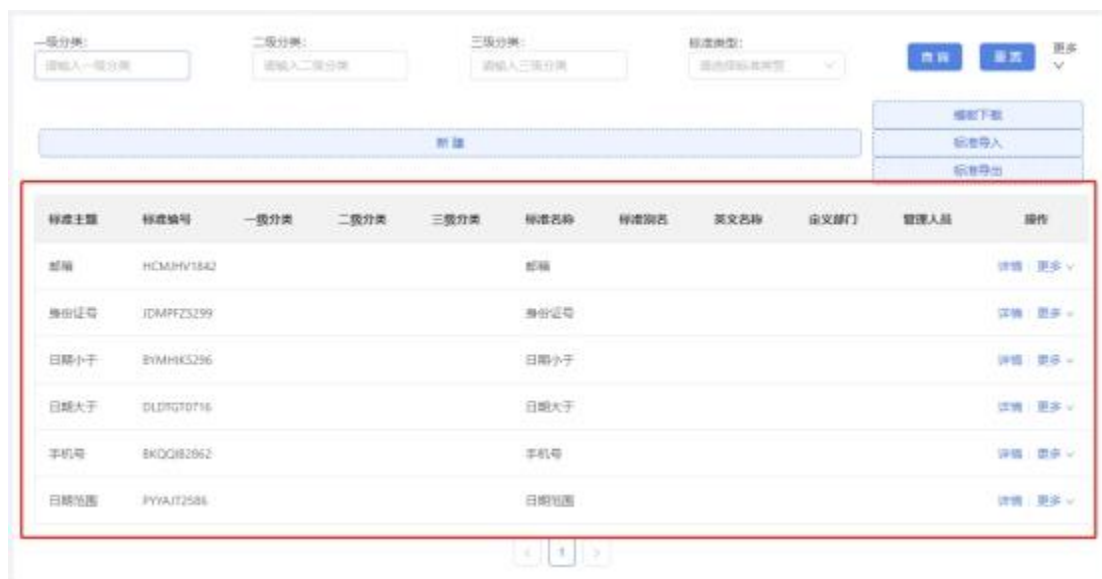 一级分类： 二级分类： 三级分类： 标准类型：
请输入一级分类 请输入二级分类 请输入三级分类 请选择标准类型 查 询 重 置 更多
模板下载
新 建 标准导入
标准导出
标准主题 标准编号 一级分类 二级分类 三级分类 标准名称 标准别名 英文名称 定义部门 管理人员 操作
邮箱 HCMJHV1842 邮箱 详情 更多
身份证号 JDMPFZ5299 身份证号 详情 更多
日期小于 BYMHIK5296 日期小于 详情 更多
日期大于 DLDTGT0716 日期大于 详情 更多
手机号 BKQQIB2862 手机号 详情 更多
日期范围 PYYAJT2586 日期范围 详情 更多
< 1 >